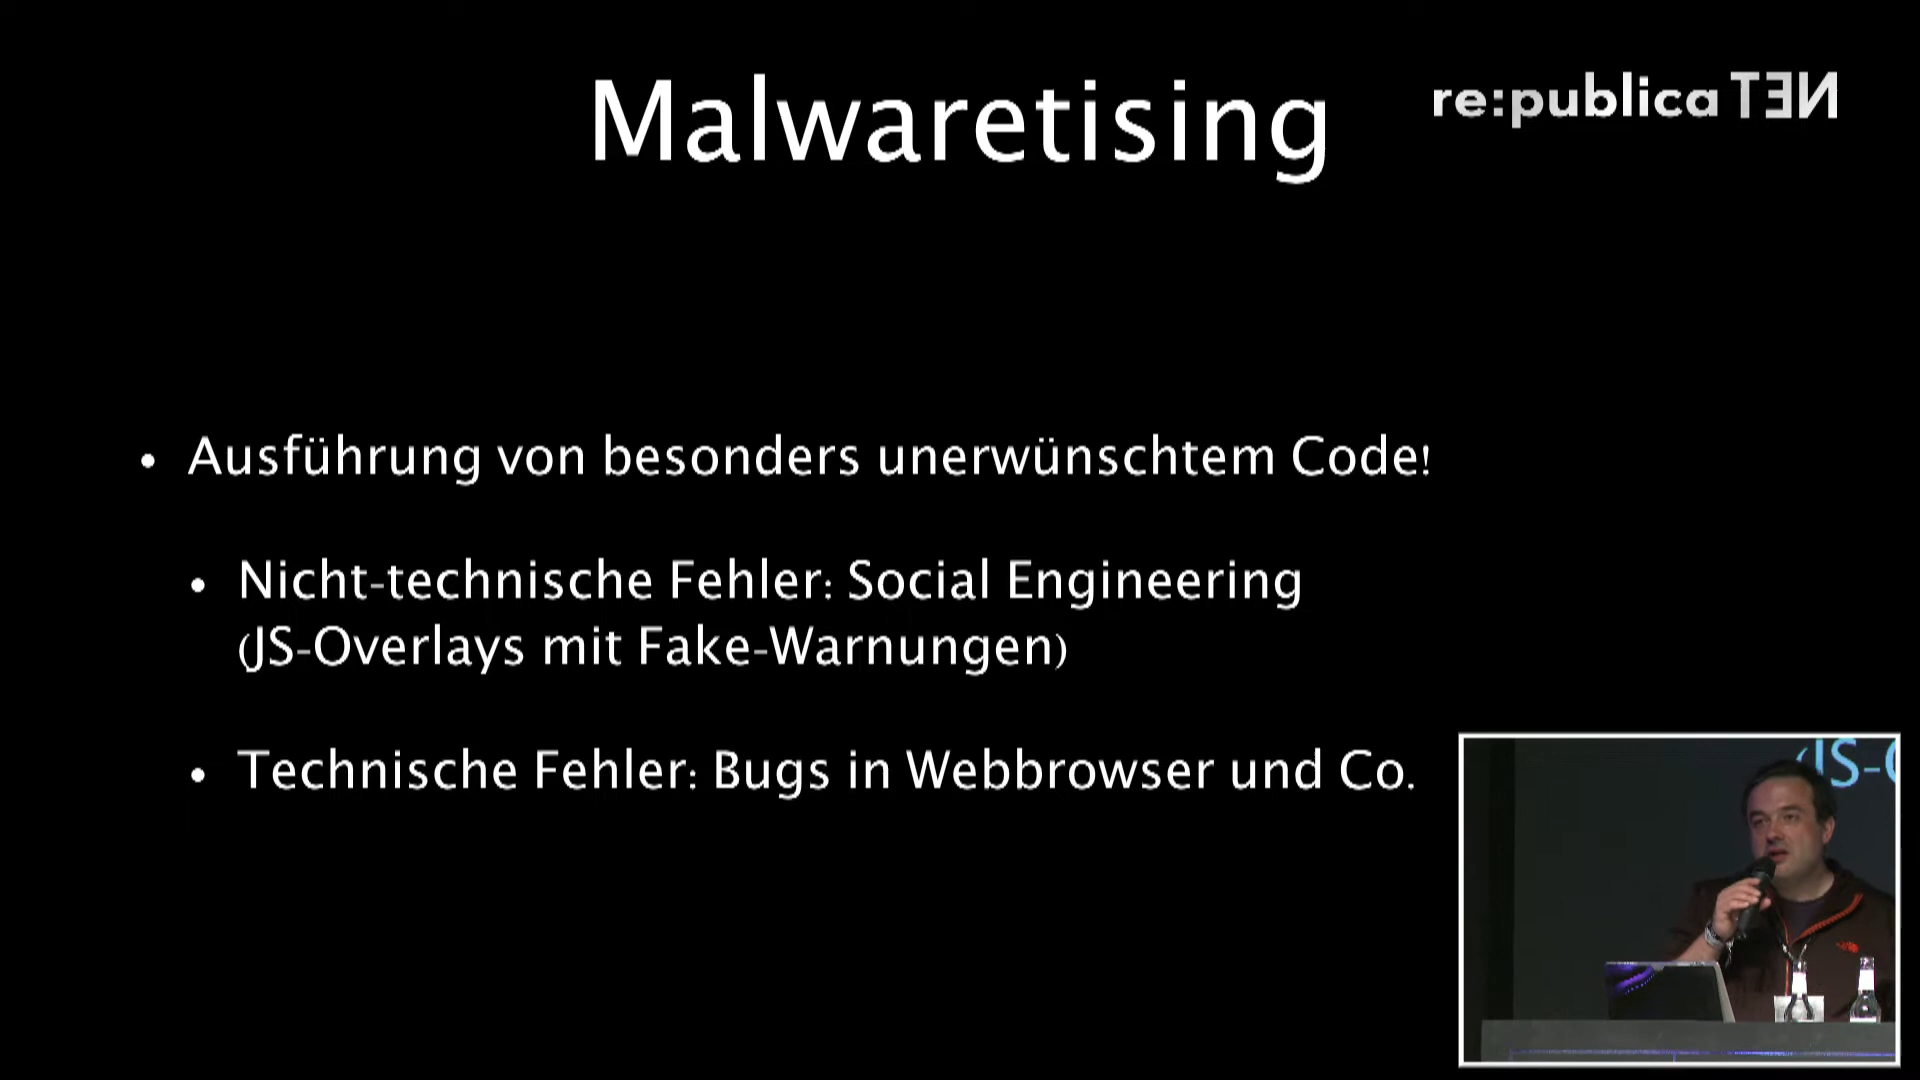 Malwaretising
re:publica TEN
• Ausführung von besonders unerwünschtem Code!
• Nicht-technische Fehler: Social Engineering
(JS-Overlays mit Fake-Warnungen)
• Technische Fehler: Bugs in Webbrowser und Co.
(JS-O